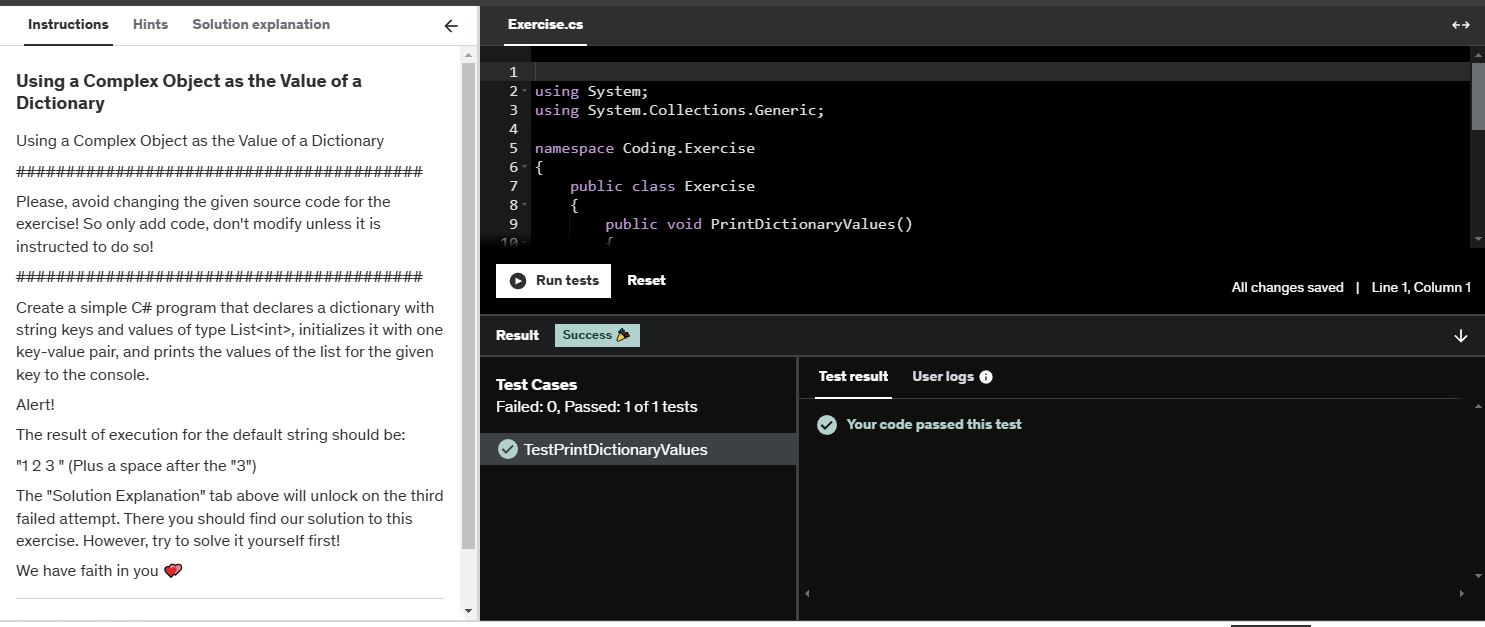 Instructions Hints Solution explanation
Using a Complex Object as the Value of a
Dictionary
Using a Complex Object as the Value of a Dictionary
#########################################
Please, avoid changing the given source code for the
exercise! So only add code, don't modify unless it is
instructed to do so!
#########################################
Create a simple C# program that declares a dictionary with
string keys and values of type List<int>, initializes it with one
key-value pair, and prints the values of the list for the given
key to the console.
Alert!
The result of execution for the default string should be:
"1 2 3 " (Plus a space after the "3")
The "Solution Explanation" tab above will unlock on the third
failed attempt. There you should find our solution to this
exercise. However, try to solve it yourself first!
We have faith in you
Exercise.cs
1
2 using System;
3 using System.Collections.Generic;
4
5 namespace Coding.Exercise
6 {
7 public class Exercise
8 {
9 public void PrintDictionaryValues()
10 {
Run tests Reset
All changes saved | Line 1, Column 1
Result Success
Test Cases
Failed: 0, Passed: 1 of 1 tests
TestPrintDictionaryValues
Test result User logs
Your code passed this test